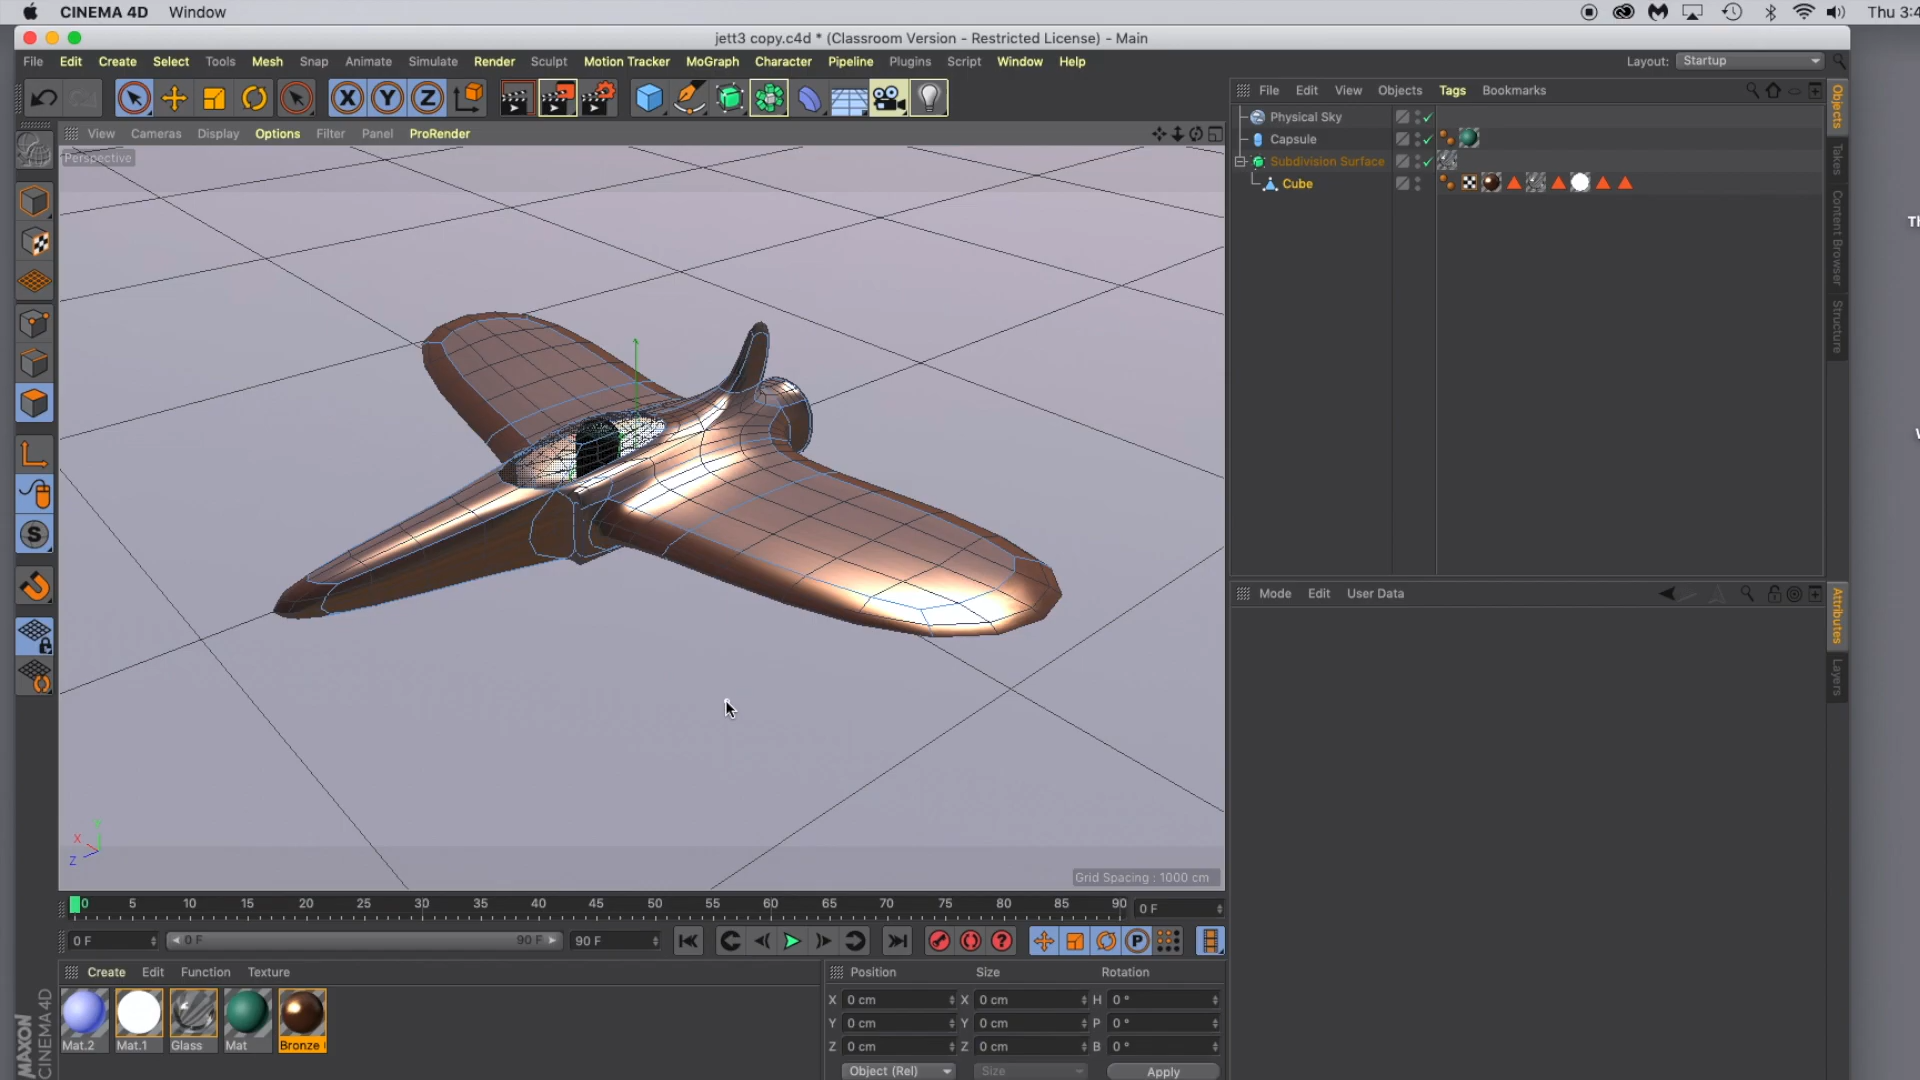 CINEMA 4D Window
Thu 3:4
jett3 copy.c4d * (Classroom Version - Restricted License) - Main
File Edit Create Select Tools Mesh Snap Animate Simulate Render Sculpt Motion Tracker MoGraph Character Pipeline Plugins Script Window Help
Layout: Startup
X Y Z
File Edit View Objects Tags Bookmarks
View Cameras Display Options Filter Panel ProRender
Perspective
Physical Sky
Capsule
Subdivision Surface
Cube
Objects
Takes
Content Browser
Structure
S
Mode Edit User Data
Attributes
Layers
Th
Y
X
Z
Grid Spacing : 1000 cm
0 5 10 15 20 25 30 35 40 45 50 55 60 65 70 75 80 85 90 0 F
0 F 0 F 90 F 90 F
? P
Create Edit Function Texture
Position Size Rotation
X 0 cm X 0 cm H 0 °
Y 0 cm Y 0 cm P 0 °
Z 0 cm Z 0 cm B 0 °
Object (Rel) Size Apply
Mat.2 Mat.1 Glass Mat Bronze
MAXON
CINEMA 4D